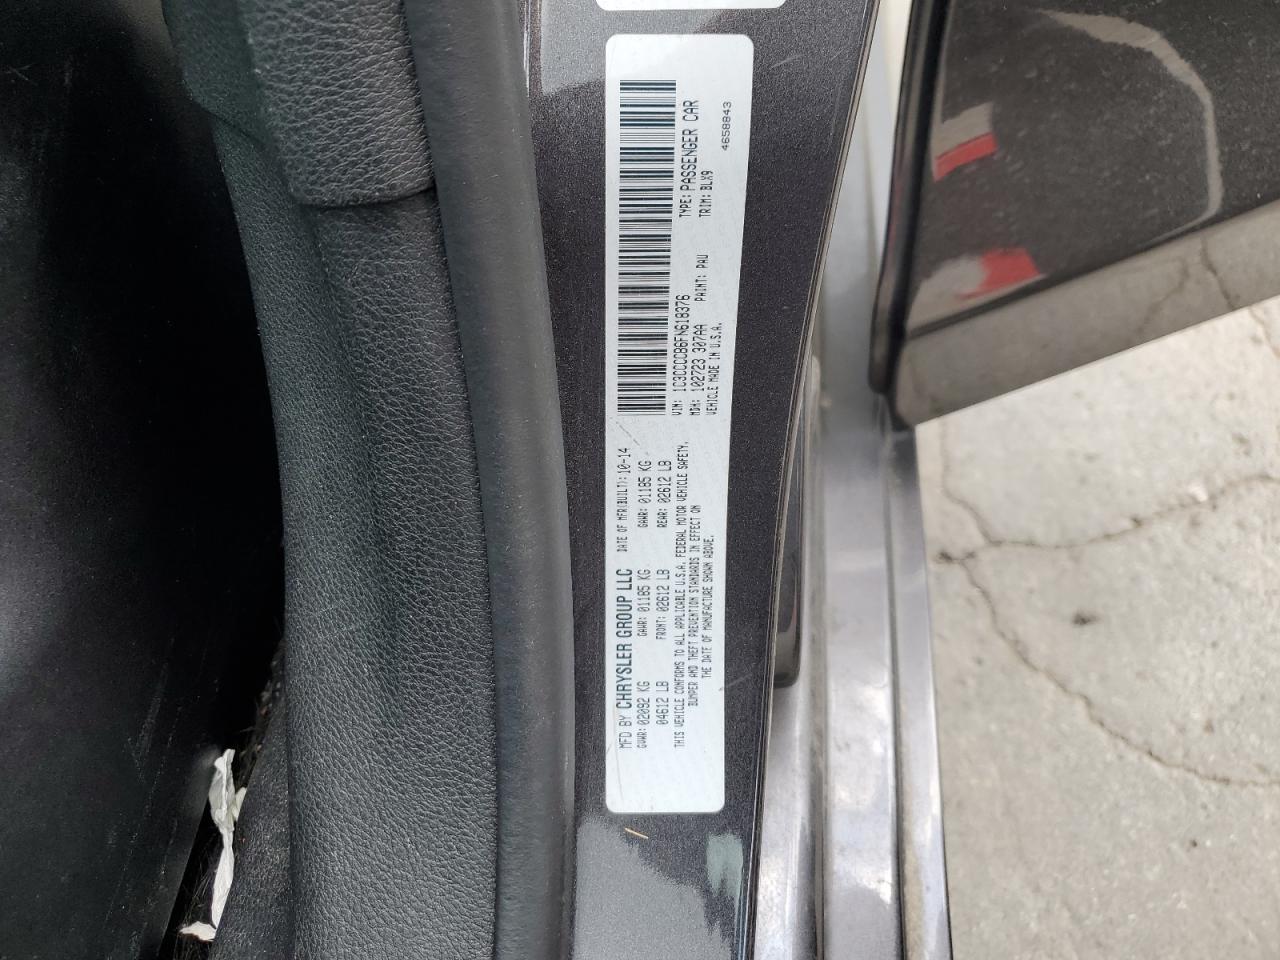 MFD BY CHRYSLER GROUP LLC DATE OF MFR(BUILT): 10-14
GVWR: 02092 KG GAWR: 01185 KG GAWR: 01185 KG
04612 LB FRONT: 02612 LB REAR: 02612 LB
THIS VEHICLE CONFORMS TO ALL APPLICABLE U.S.A. FEDERAL MOTOR VEHICLE SAFETY,
BUMPER AND THEFT PREVENTION STANDARDS IN EFFECT ON
THE DATE OF MANUFACTURE SHOWN ABOVE.
VIN: 1C3CCCCB6FN618376 TYPE: PASSENGER CAR
MDH: 102723 307AA PAINT: PAU TRIM: BLX9
VEHICLE MADE IN U.S.A.
4658843